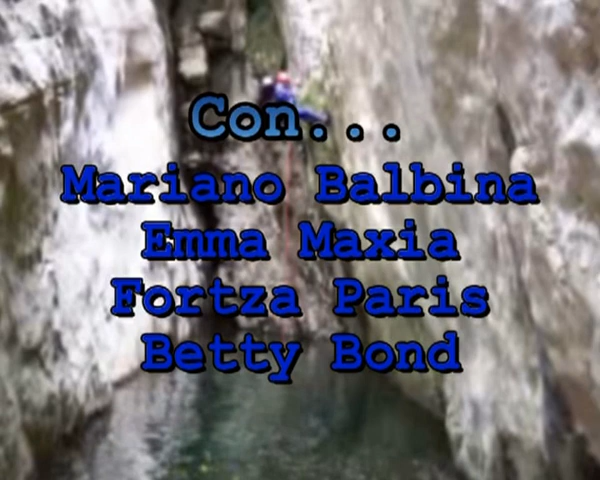 Con...
Mariano Balbina
Emma Maxia
Fortza Paris
Betty Bond